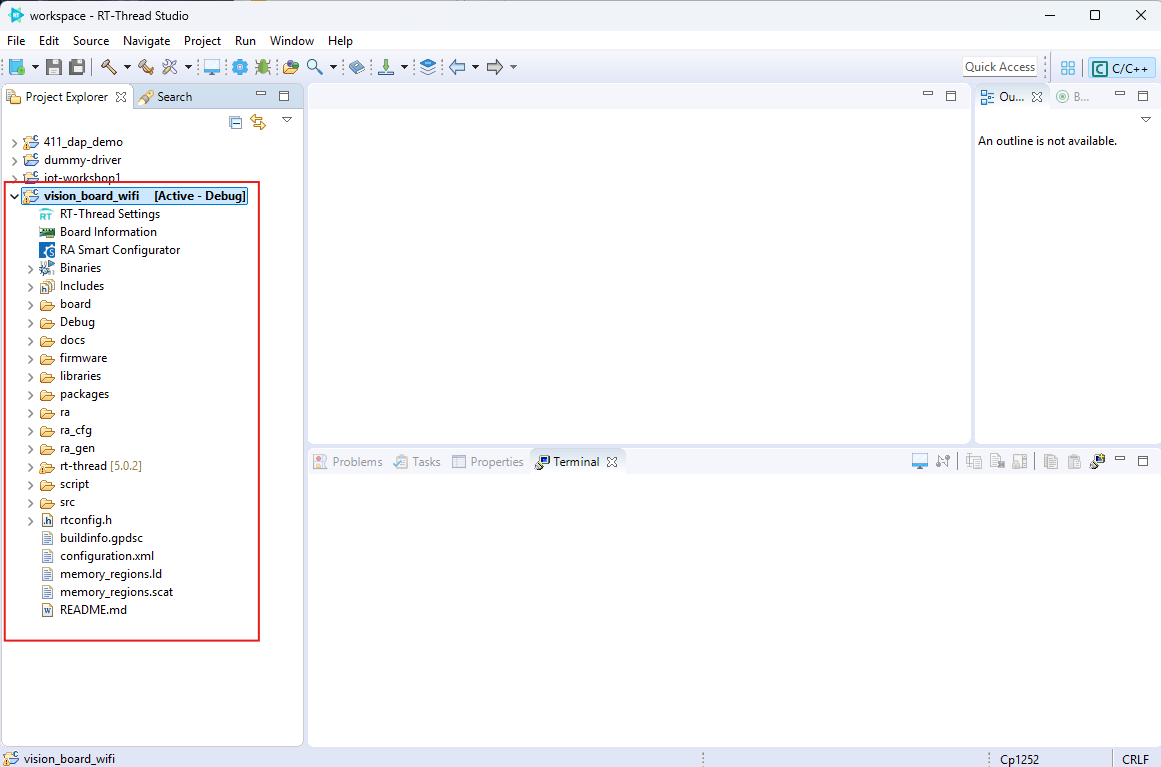 workspace - RT-Thread Studio
File Edit Source Navigate Project Run Window Help
Quick Access
C/C++
Project Explorer
Search
411_dap_demo
dummy-driver
iot-workshop1
vision_board_wifi [Active - Debug]
RT-Thread Settings
Board Information
RA Smart Configurator
Binaries
Includes
board
Debug
docs
firmware
libraries
packages
ra
ra_cfg
ra_gen
rt-thread [5.0.2]
script
src
rtconfig.h
buildinfo.gpdsc
configuration.xml
memory_regions.ld
memory_regions.scat
README.md
Ou...
B...
An outline is not available.
Problems
Tasks
Properties
Terminal
vision_board_wifi
Cp1252
CRLF